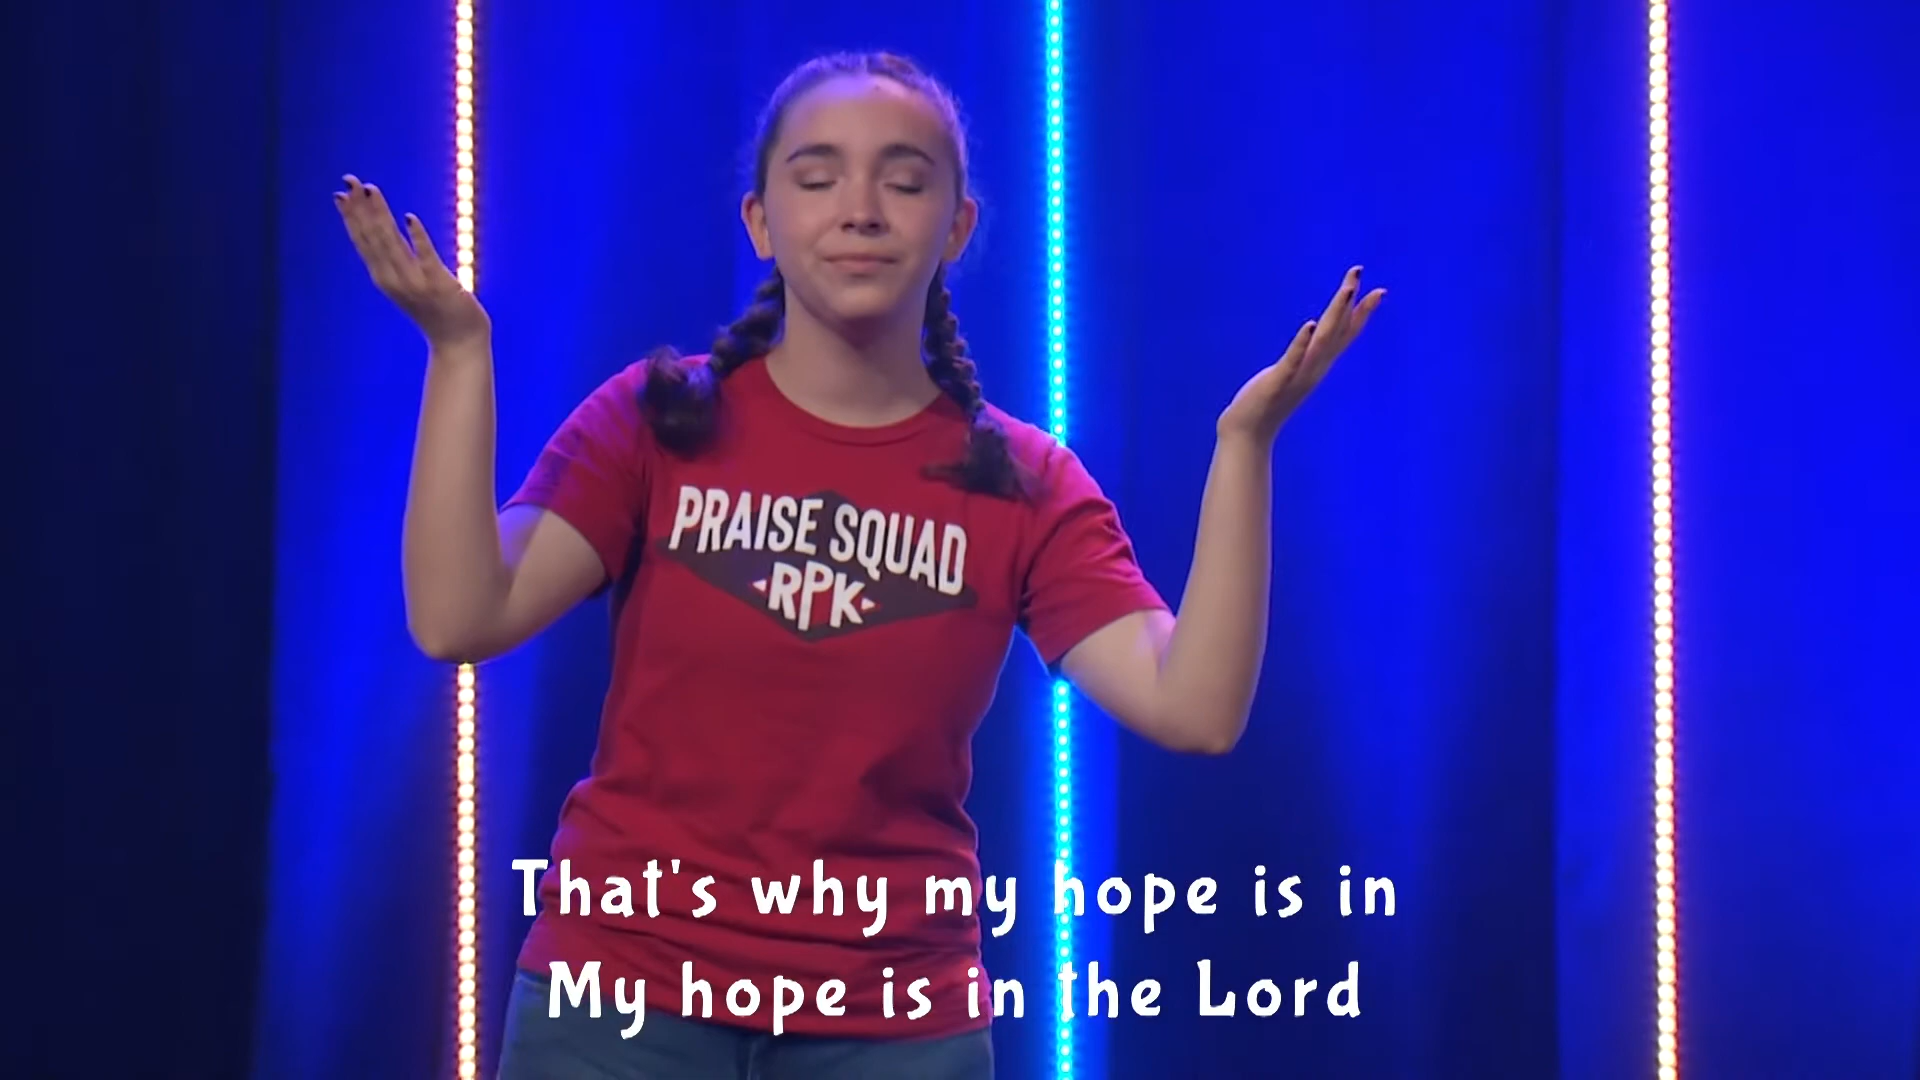 PRAISE SQUAD
RPK
That's why my hope is in
My hope is in the Lord